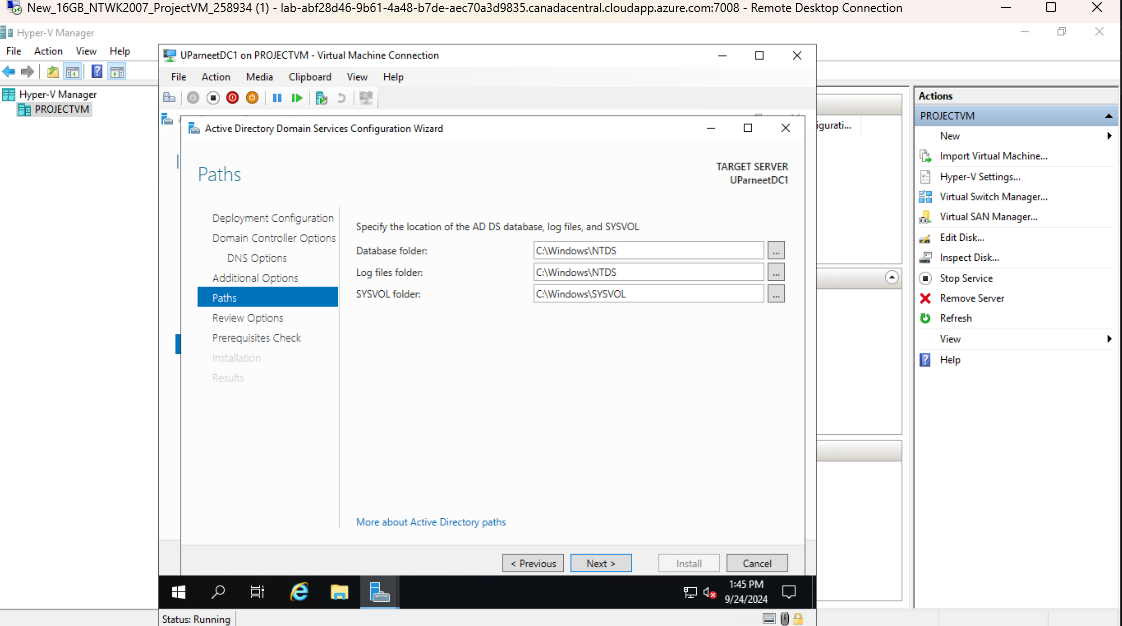 New_16GB_NTWK2007_ProjectVM_258934 (1) - lab-abf28d46-9b61-4a48-b7de-aec70a3d9835.canadacentral.cloudapp.azure.com:7008 - Remote Desktop Connection
Hyper-V Manager
File Action View Help
Hyper-V Manager
PROJECTVM
UParneetDC1 on PROJECTVM - Virtual Machine Connection
File Action Media Clipboard View Help
Active Directory Domain Services Configuration Wizard
Paths
TARGET SERVER
UParneetDC1
Deployment Configuration
Domain Controller Options
DNS Options
Additional Options
Paths
Review Options
Prerequisites Check
Installation
Results
Specify the location of the AD DS database, log files, and SYSVOL
Database folder: C:\Windows\NTDS ...
Log files folder: C:\Windows\NTDS ...
SYSVOL folder: C:\Windows\SYSVOL ...
More about Active Directory paths
< Previous Next > Install Cancel
1:45 PM
9/24/2024
Status: Running
igurati...
Actions
PROJECTVM
New
Import Virtual Machine...
Hyper-V Settings...
Virtual Switch Manager...
Virtual SAN Manager...
Edit Disk...
Inspect Disk...
Stop Service
Remove Server
Refresh
View
Help